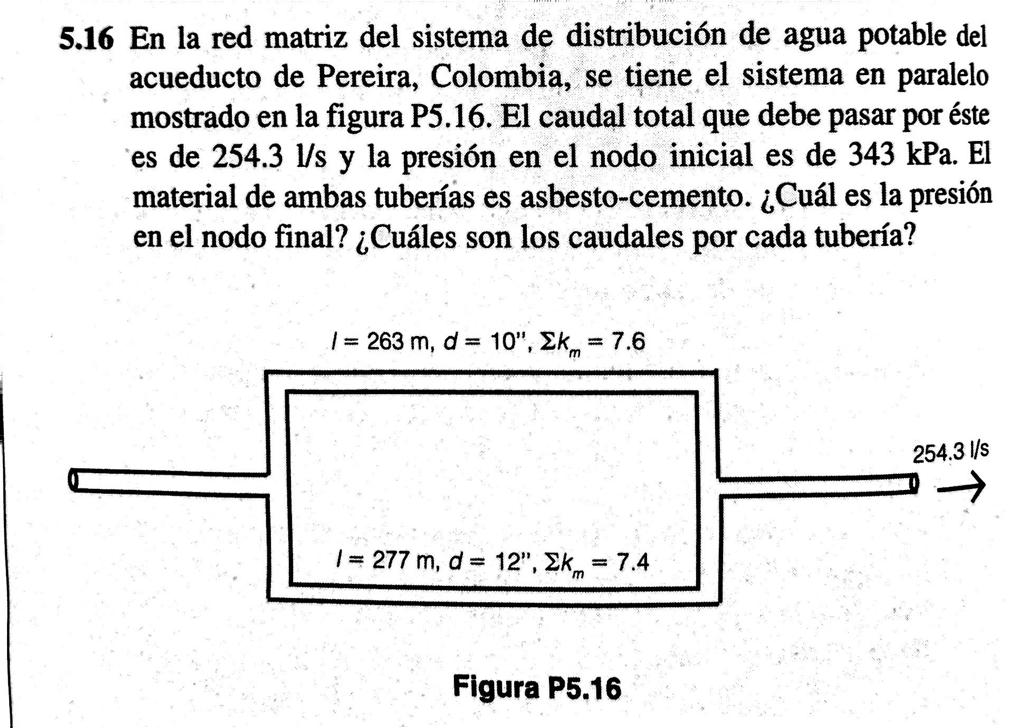 5.16 En la red matriz del sistema de distribución de agua potable del
acueducto de Pereira, Colombia, se tiene el sistema en paralelo
mostrado en la figura P5.16. El caudal total que debe pasar por éste
es de 254.3 l/s y la presión en el nodo inicial es de 343 kPa. El
material de ambas tuberías es asbesto-cemento. ¿Cuál es la presión
en el nodo final? ¿Cuáles son los caudales por cada tubería?
l = 263 m, d = 10", Σkm = 7.6
254.3 l/s
l = 277 m, d = 12", Σkm = 7.4
Figura P5.16